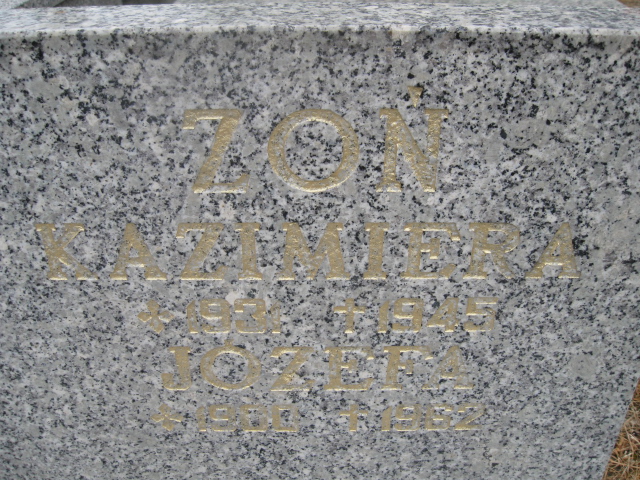 ZOŃ
KAZIMIERA
* 1931 † 1945
JÓZEFA
* 1900 † 1982